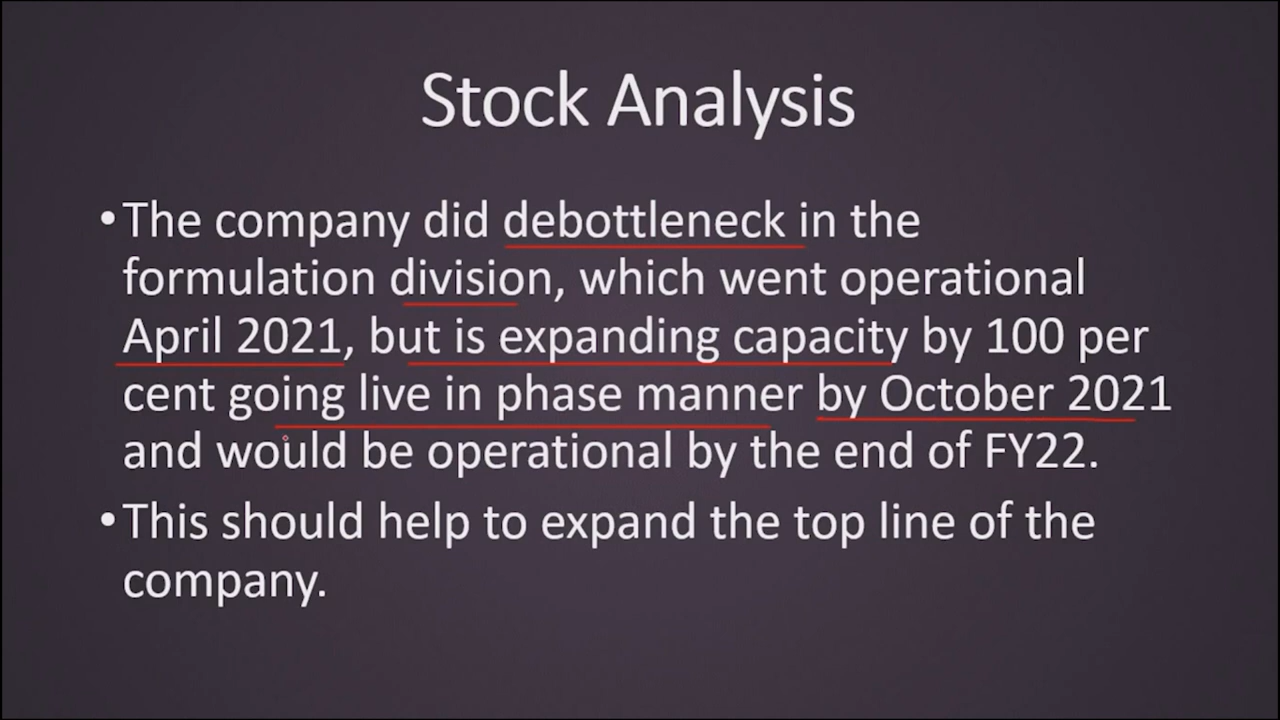 Stock Analysis
•The company did debottleneck in the
formulation division, which went operational
April 2021, but is expanding capacity by 100 per
cent going live in phase manner by October 2021
and would be operational by the end of FY22.
•This should help to expand the top line of the
company.